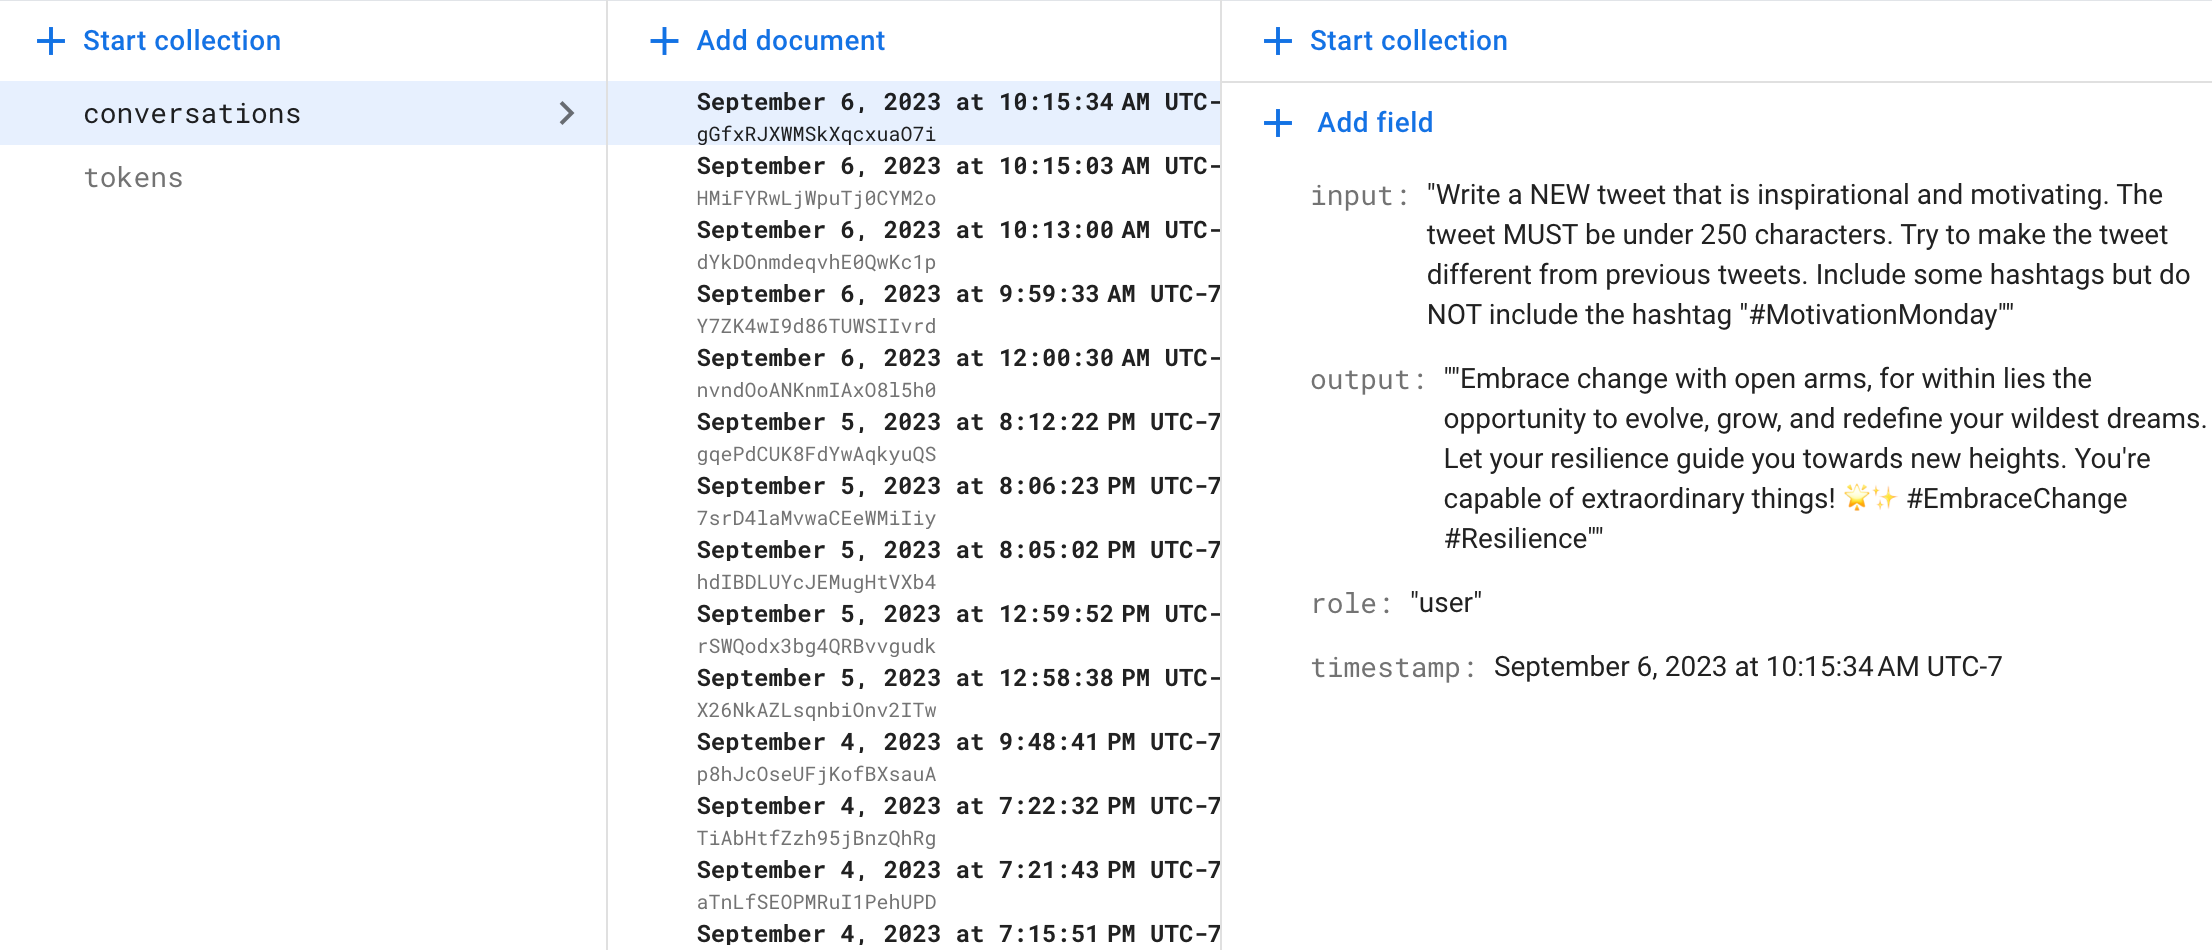 Start collection
conversations
tokens
Add document
September 6, 2023 at 10:15:34 AM UTC-
gGfxRJXWMSkXqcxuaO7i
September 6, 2023 at 10:15:03 AM UTC-
HMiFYRwLjWpuTj0CYM2o
September 6, 2023 at 10:13:00 AM UTC-
dYkDOnmdeqvhE0QwKc1p
September 6, 2023 at 9:59:33 AM UTC-7
Y7ZK4wI9d86TUWSIIvrd
September 6, 2023 at 12:00:30 AM UTC-
nvndOoANKnmIAxO8l5h0
September 5, 2023 at 8:12:22 PM UTC-7
gqePdCUK8FdYwAqkyuQS
September 5, 2023 at 8:06:23 PM UTC-7
7srD4laMvwaCEeWMiIiy
September 5, 2023 at 8:05:02 PM UTC-7
hdIBDLUYcJEMugHtVXb4
September 5, 2023 at 12:59:52 PM UTC-
rSWQodx3bg4QRBvvgudk
September 5, 2023 at 12:58:38 PM UTC-
X26NkAZLsqnbiOnv2ITw
September 4, 2023 at 9:48:41 PM UTC-7
p8hJcOseUFjKofBXsauA
September 4, 2023 at 7:22:32 PM UTC-7
TiAbHtfZzh95jBnzQhRg
September 4, 2023 at 7:21:43 PM UTC-7
aTnLfSEOPMRuI1PehUPD
September 4, 2023 at 7:15:51 PM UTC-7
Start collection
Add field
input: "Write a NEW tweet that is inspirational and motivating. The
tweet MUST be under 250 characters. Try to make the tweet
different from previous tweets. Include some hashtags but do
NOT include the hashtag "#MotivationMonday""
output: ""Embrace change with open arms, for within lies the
opportunity to evolve, grow, and redefine your wildest dreams.
Let your resilience guide you towards new heights. You're
capable of extraordinary things! 🌟✨ #EmbraceChange
#Resilience""
role: "user"
timestamp: September 6, 2023 at 10:15:34 AM UTC-7